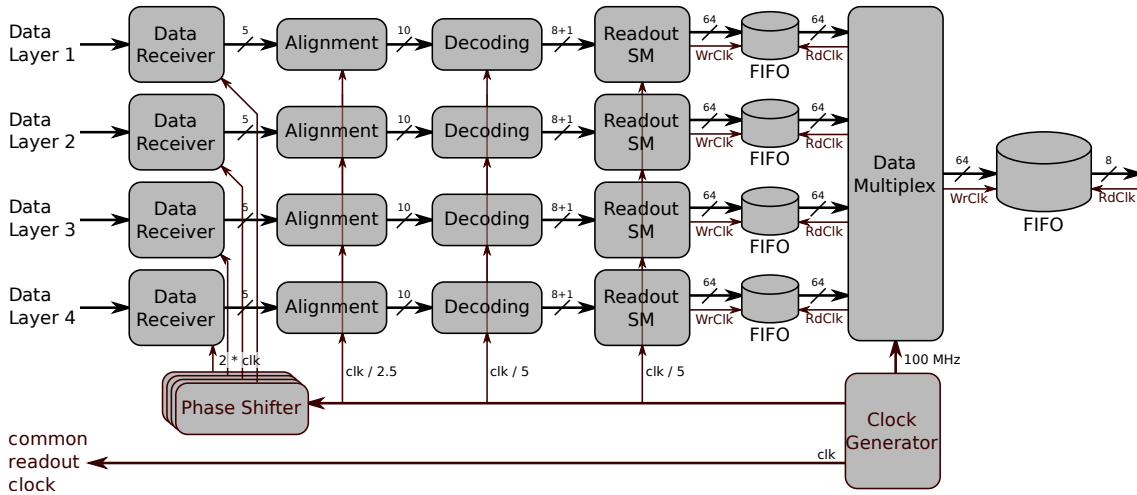 Data
Layer 1
Data
Receiver
5
Alignment
10
Decoding
8+1
Readout
SM
64
WrClk
FIFO
64
RdClk
Data
Layer 2
Data
Receiver
5
Alignment
10
Decoding
8+1
Readout
SM
64
WrClk
FIFO
64
RdClk
Data
Multiplex
64
WrClk
FIFO
8
RdClk
Data
Layer 3
Data
Receiver
5
Alignment
10
Decoding
8+1
Readout
SM
64
WrClk
FIFO
64
RdClk
Data
Layer 4
Data
Receiver
5
Alignment
10
Decoding
8+1
Readout
SM
64
WrClk
FIFO
64
RdClk
2 * clk
clk / 2.5
clk / 5
clk / 5
100 MHz
Phase Shifter
Clock
Generator
common
readout
clock
clk